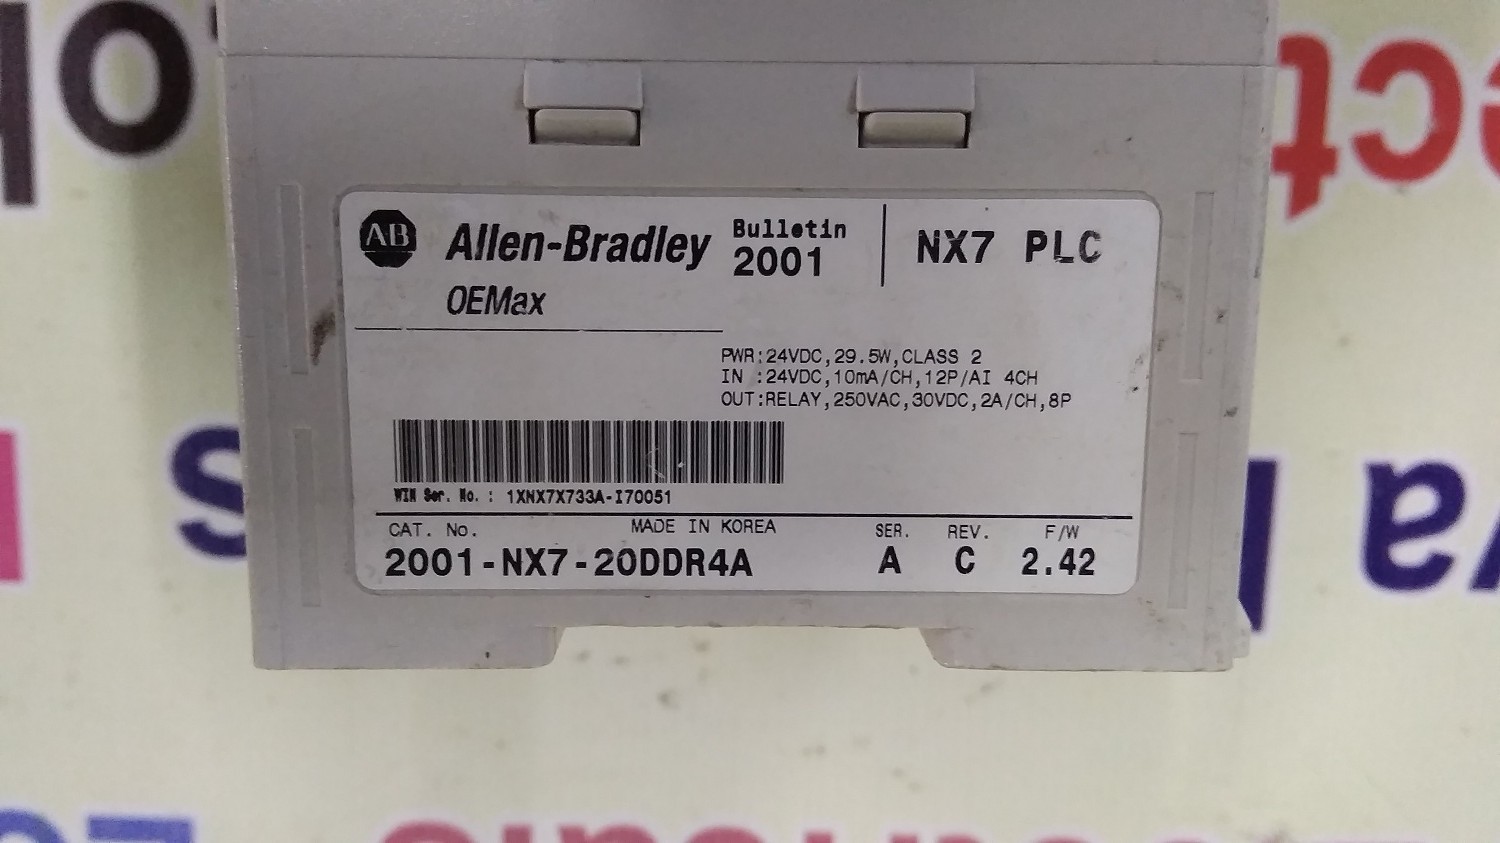 AB Allen-Bradley Bulletin 2001 NX7 PLC
OEMax
PWR:24VDC,29.5W,CLASS 2
IN :24VDC,10mA/CH,12P/AI 4CH
OUT:RELAY,250VAC,30VDC,2A/CH,8P
WIN Ser. No. : 1XNX7X733A-I70051
CAT. No. MADE IN KOREA SER. REV. F/W
2001-NX7-20DDR4A A C 2.42